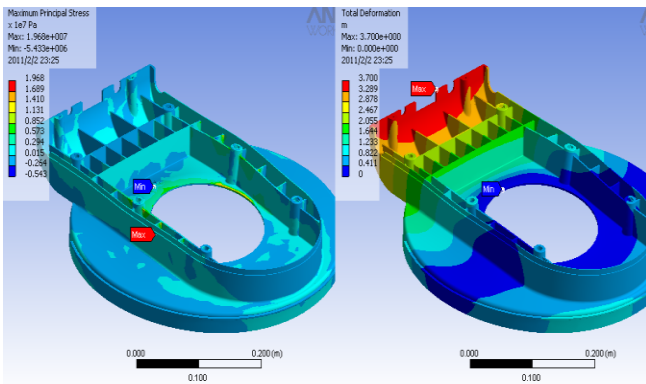 Maximum Principal Stress
x 1e7 Pa
Max: 1.968e+007
Min: -5.433e+006
2011/2/2 23:25
1.968
1.689
1.410
1.131
0.852
0.573
0.294
0.015
-0.264
-0.543
Min
Max
0.000
0.200 (m)
0.100
Total Deformation
m
Max: 3.700e+000
Min: 0.000e+000
2011/2/2 23:25
3.700
3.289
2.878
2.467
2.055
1.644
1.233
0.822
0.411
0
Max
Min
0.000
0.200 (m)
0.100